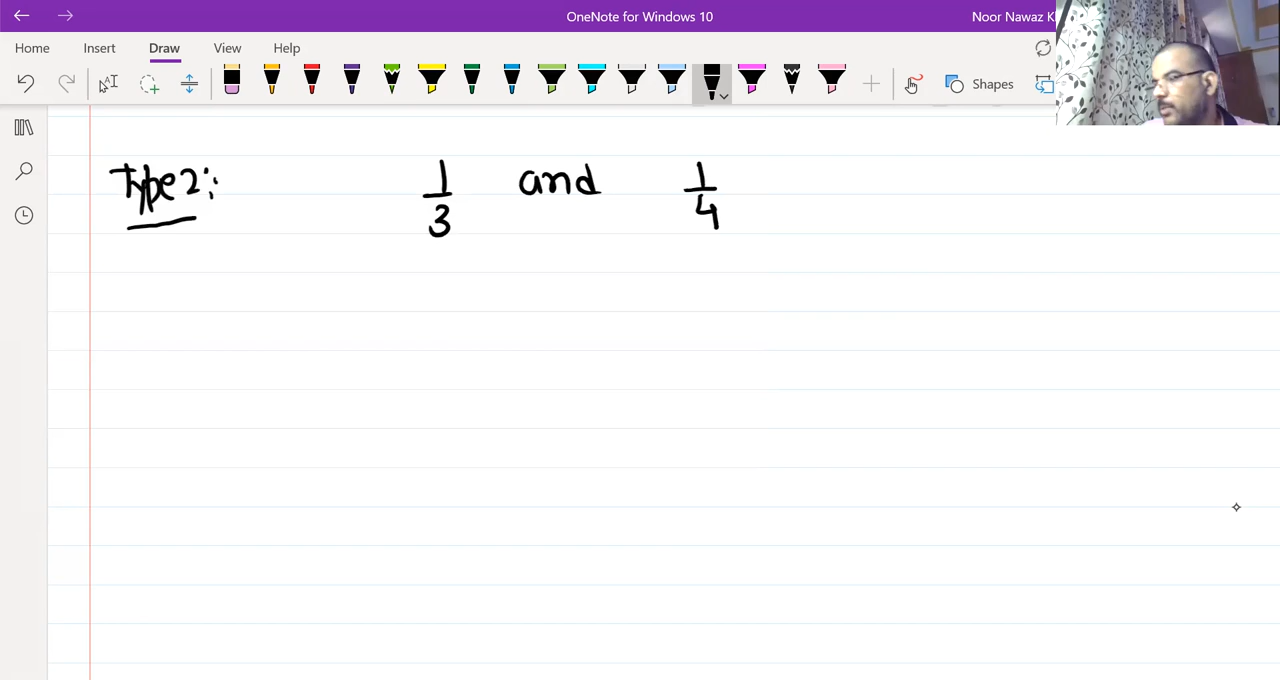 OneNote for Windows 10
Noor Nawaz K
Home Insert Draw View Help
Shapes
Type 2:
1/3 and 1/4